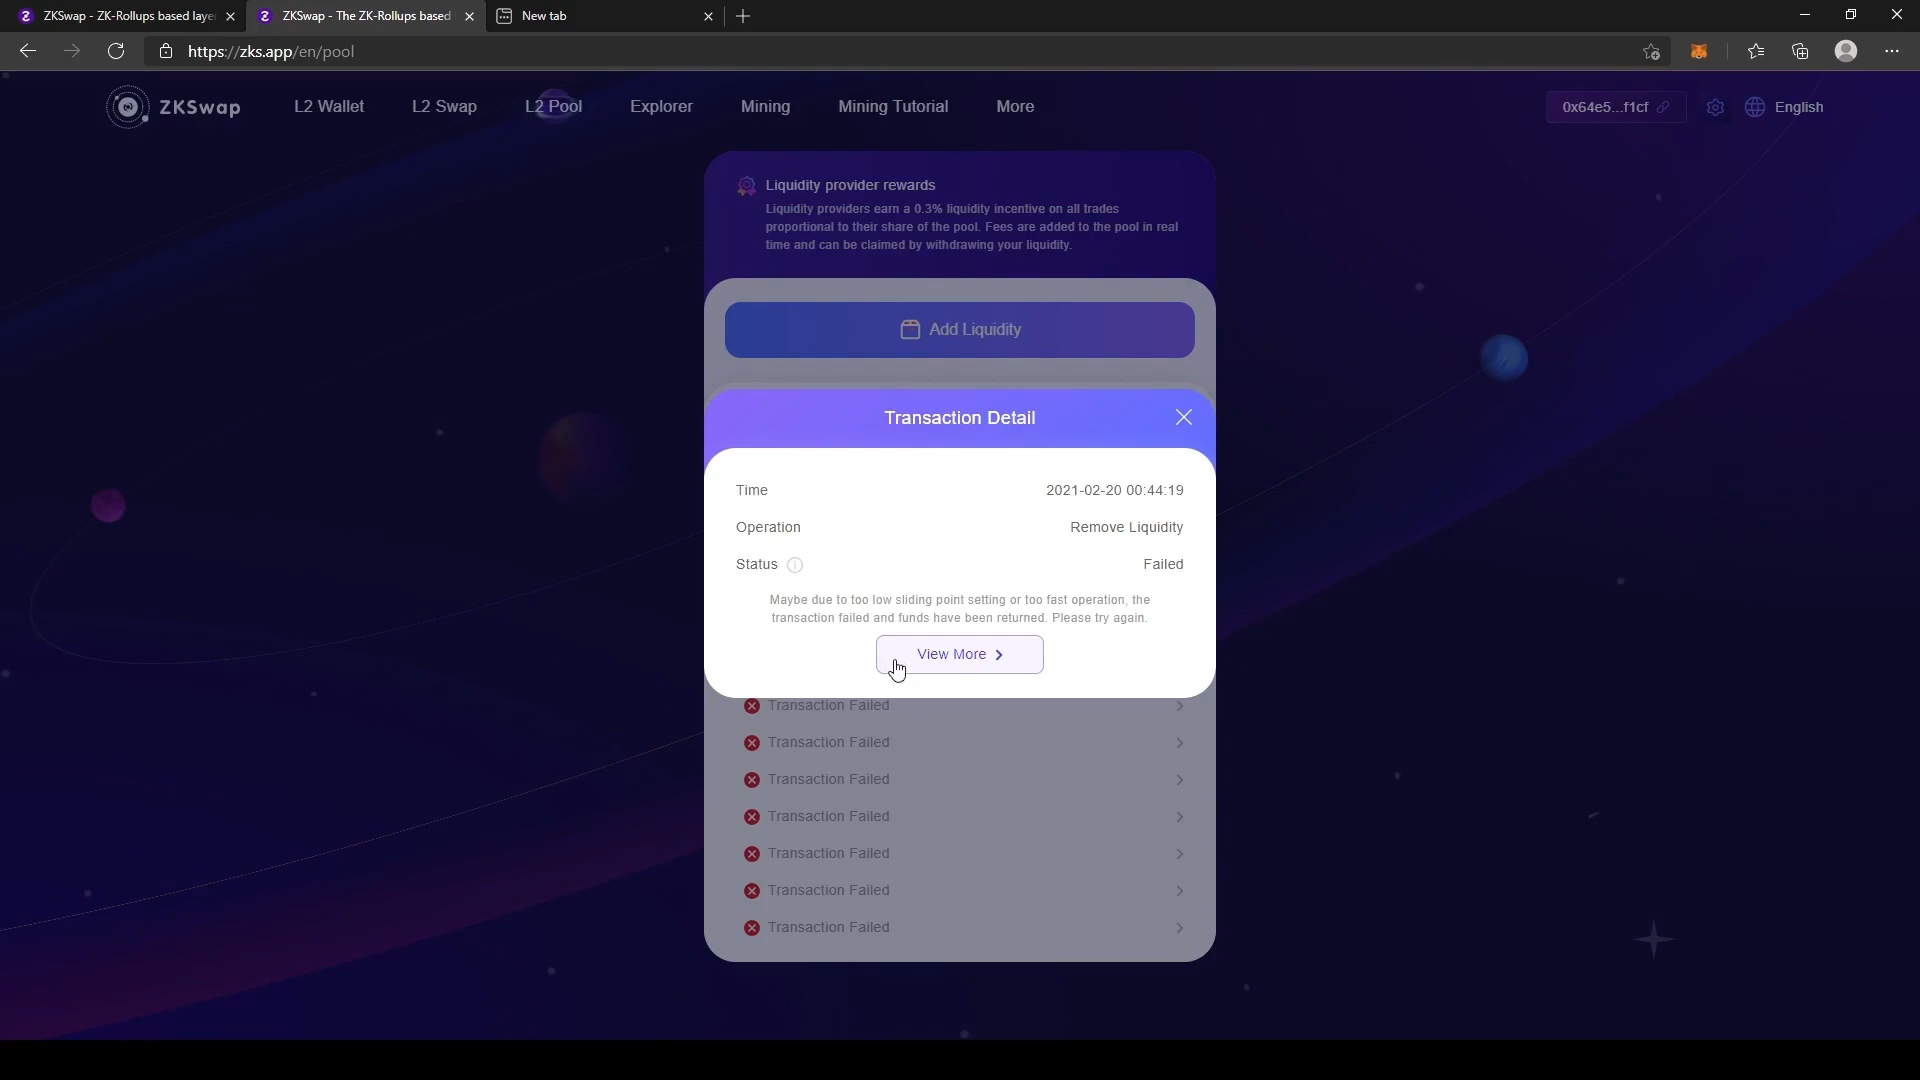 ZKSwap - ZK-Rollups based laye
ZKSwap - The ZK-Rollups based
New tab
https://zks.app/en/pool
ZKSwap
L2 Wallet
L2 Swap
L2 Pool
Explorer
Mining
Mining Tutorial
More
0x64e5...f1cf
English
Liquidity provider rewards
Liquidity providers earn a 0.3% liquidity incentive on all trades
proportional to their share of the pool. Fees are added to the pool in real
time and can be claimed by withdrawing your liquidity.
Add Liquidity
Transaction Detail
Time 2021-02-20 00:44:19
Operation Remove Liquidity
Status Failed
Maybe due to too low sliding point setting or too fast operation, the
transaction failed and funds have been returned. Please try again.
View More
Transaction Failed
Transaction Failed
Transaction Failed
Transaction Failed
Transaction Failed
Transaction Failed
Transaction Failed